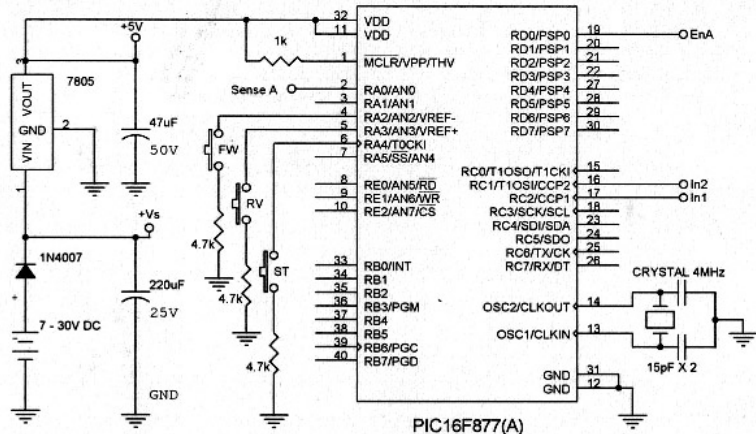 +5V
3
7805
VOUT
GND
VIN
2
1
47uF
50V
+Vs
1N4007
220uF
25V
+
7 - 30V DC
GND
1k
Sense A
FW
RV
ST
4.7k
4.7k
4.7k
32 VDD
11 VDD
1 MCLR/VPP/THV
2 RA0/AN0
3 RA1/AN1
4 RA2/AN2/VREF-
5 RA3/AN3/VREF+
6 RA4/T0CKI
7 RA5/SS/AN4
8 RE0/AN5/RD
9 RE1/AN6/WR
10 RE2/AN7/CS
33 RB0/INT
34 RB1
35 RB2
36 RB3/PGM
37 RB4
38 RB5
39 RB6/PGC
40 RB7/PGD
RD0/PSP0 19 EnA
RD1/PSP1 20
RD2/PSP2 21
RD3/PSP3 22
RD4/PSP4 27
RD5/PSP5 28
RD6/PSP6 29
RD7/PSP7 30
RC0/T1OSO/T1CKI 15
RC1/T1OSI/CCP2 16 In2
RC2/CCP1 17 In1
RC3/SCK/SCL 18
RC4/SDI/SDA 23
RC5/SDO 24
RC6/TX/CK 25
RC7/RX/DT 26
CRYSTAL 4MHz
OSC2/CLKOUT 14
OSC1/CLKIN 13
15pF X 2
GND 31
GND 12
PIC16F877(A)